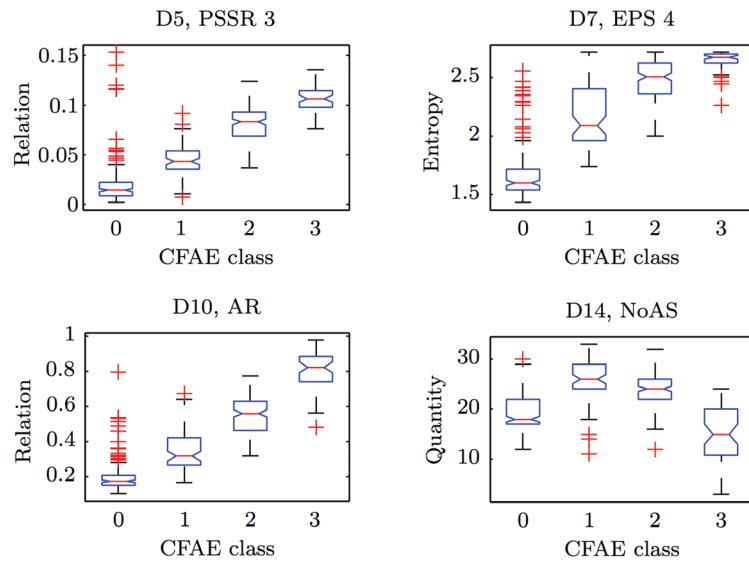 D5, PSSR 3
Relation
0.15
0.1
0.05
0
0 1 2 3
CFAE class
D7, EPS 4
Entropy
2.5
2
1.5
0 1 2 3
CFAE class
D10, AR
Relation
1
0.8
0.6
0.4
0.2
0 1 2 3
CFAE class
D14, NoAS
Quantity
30
20
10
0 1 2 3
CFAE class